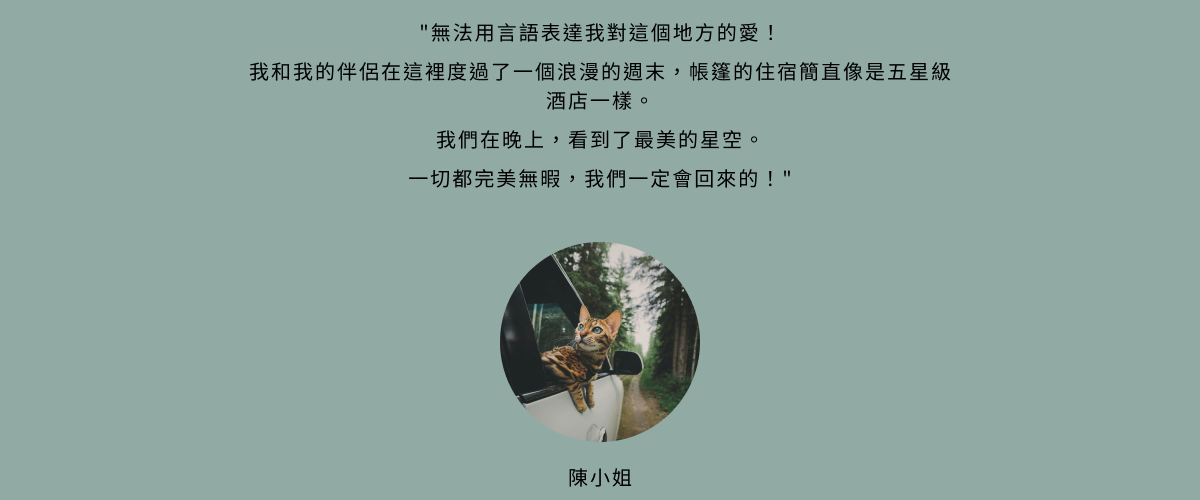 "無法用言語表達我對這個地方的愛！
我和我的伴侶在這裡度過了一個浪漫的週末，帳篷的住宿簡直像是五星級
酒店一樣。
我們在晚上，看到了最美的星空。
一切都完美無暇，我們一定會回來的！"
陳小姐